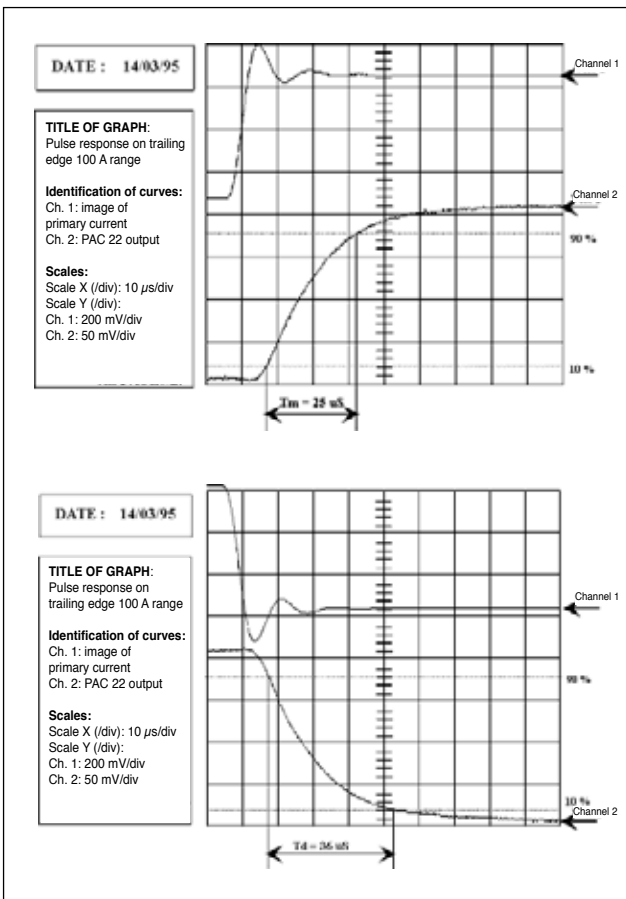 DATE : 14/03/95
TITLE OF GRAPH:
Pulse response on trailing
edge 100 A range
Identification of curves:
Ch. 1: image of
primary current
Ch. 2: PAC 22 output
Scales:
Scale X (/div): 10 µs/div
Scale Y (/div):
Ch. 1: 200 mV/div
Ch. 2: 50 mV/div
Channel 1
Channel 2
90 %
10 %
Tm = 25 uS
DATE : 14/03/95
TITLE OF GRAPH:
Pulse response on
trailing edge 100 A range
Identification of curves:
Ch. 1: image of
primary current
Ch. 2: PAC 22 output
Scales:
Scale X (/div): 10 µs/div
Scale Y (/div):
Ch. 1: 200 mV/div
Ch. 2: 50 mV/div
Channel 1
90 %
10 %
Channel 2
Td = 36 uS